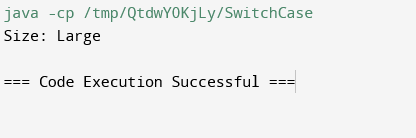 java -cp /tmp/QtdwYOKjLy/SwitchCase
Size: Large
=== Code Execution Successful ===